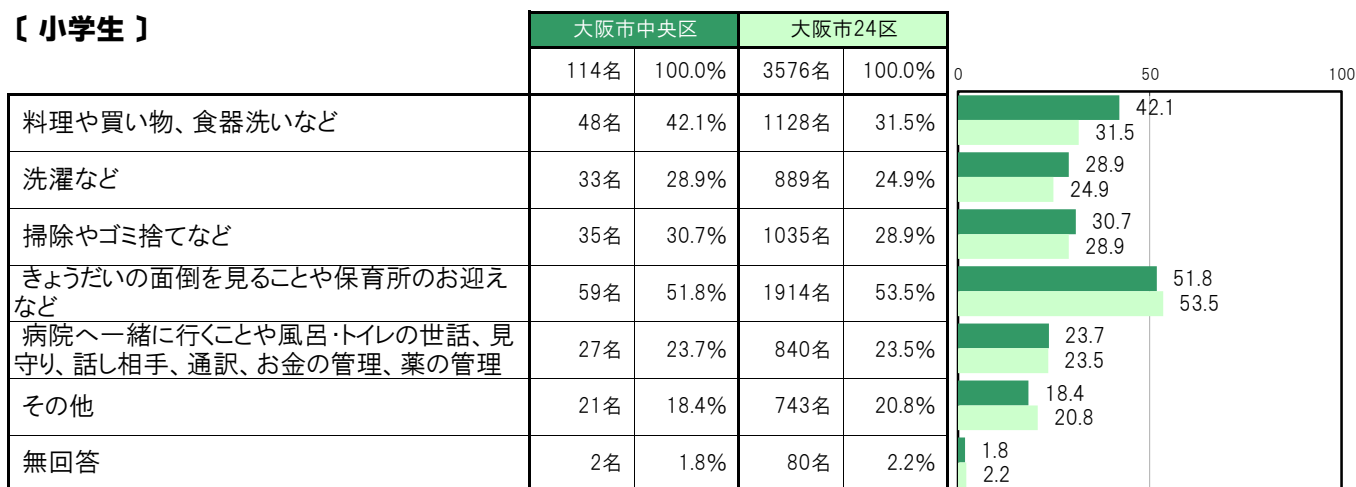 〔 小学生 〕
大阪市中央区 大阪市24区
114名 100.0% 3576名 100.0%
0 50 100
料理や買い物、食器洗いなど 48名 42.1% 1128名 31.5%
42.1
31.5
洗濯など 33名 28.9% 889名 24.9%
28.9
24.9
掃除やゴミ捨てなど 35名 30.7% 1035名 28.9%
30.7
28.9
きょうだいの面倒を見ることや保育所のお迎え
など
59名 51.8% 1914名 53.5%
51.8
53.5
病院へ一緒に行くことや風呂・トイレの世話、見
守り、話し相手、通訳、お金の管理、薬の管理
27名 23.7% 840名 23.5%
23.7
23.5
その他 21名 18.4% 743名 20.8%
18.4
20.8
無回答 2名 1.8% 80名 2.2%
1.8
2.2